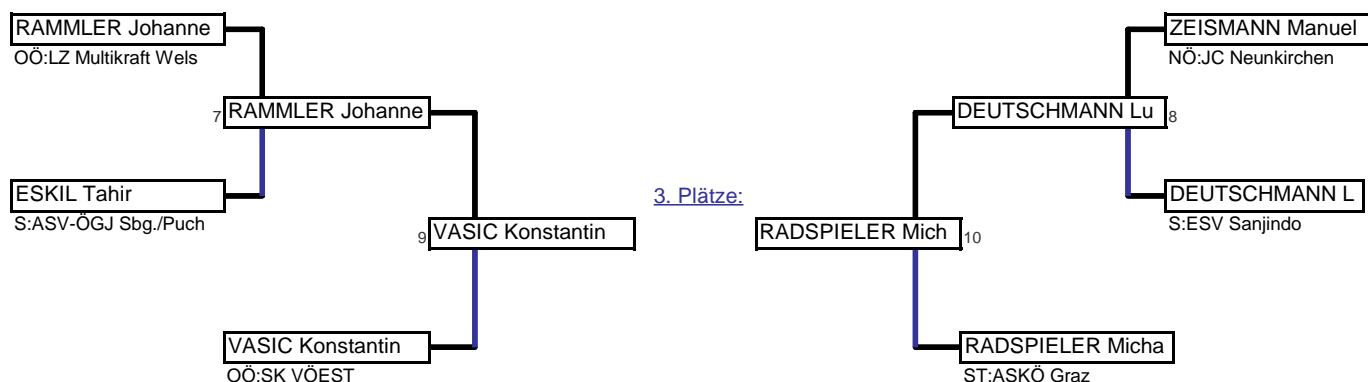 RAMMLER Johanne
OÖ:LZ Multikraft Wels
7 RAMMLER Johanne
ESKIL Tahir
S:ASV-ÖGJ Sbg./Puch
9 VASIC Konstantin
VASIC Konstantin
OÖ:SK VÖEST
3. Plätze:
ZEISMANN Manuel
NÖ:JC Neunkirchen
DEUTSCHMANN Lu 8
DEUTSCHMANN L
S:ESV Sanjindo
RADSPIELER Mich 10
RADSPIELER Micha
ST:ASKÖ Graz